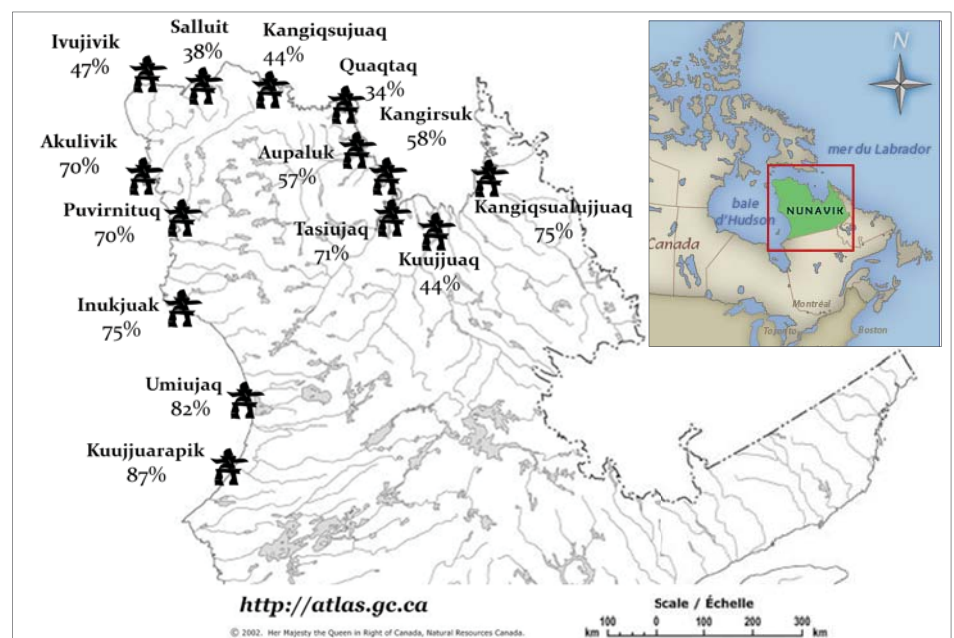 Ivujivik
47%
Salluit
38%
Kangiqsujuaq
44%
Quaqtaq
34%
Kangirsuk
58%
Akulivik
70%
Aupaluk
57%
Puvirnituq
70%
Tasiujaq
71%
Kangiqsualujjuaq
75%
Kuujjuaq
44%
Inukjuak
75%
Umiujaq
82%
Kuujjuarapik
87%
N
mer du Labrador
baie
d'Hudson
NUNAVIK
Canada
Montréal
Toronto
Boston
http://atlas.gc.ca
© 2002. Her Majesty the Queen in Right of Canada, Natural Resources Canada.
Scale / Échelle
km 100 0 100 200 300 km